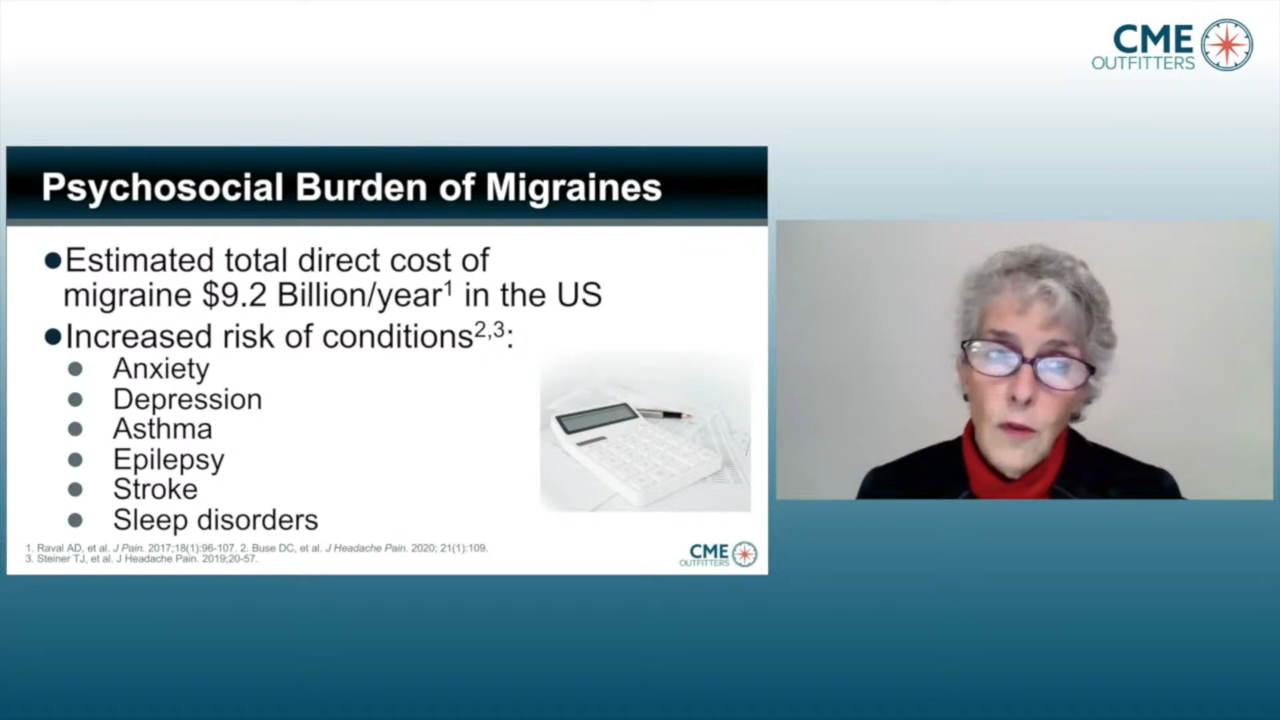 CME
OUTFITTERS
Psychosocial Burden of Migraines
●Estimated total direct cost of
migraine $9.2 Billion/year¹ in the US
●Increased risk of conditions²,³:
● Anxiety
● Depression
● Asthma
● Epilepsy
● Stroke
● Sleep disorders
1. Raval AD, et al. J Pain. 2017;18(1):96-107. 2. Buse DC, et al. J Headache Pain. 2020; 21(1):109.
3. Steiner TJ, et al. J Headache Pain. 2019;20-57.
CME
OUTFITTERS